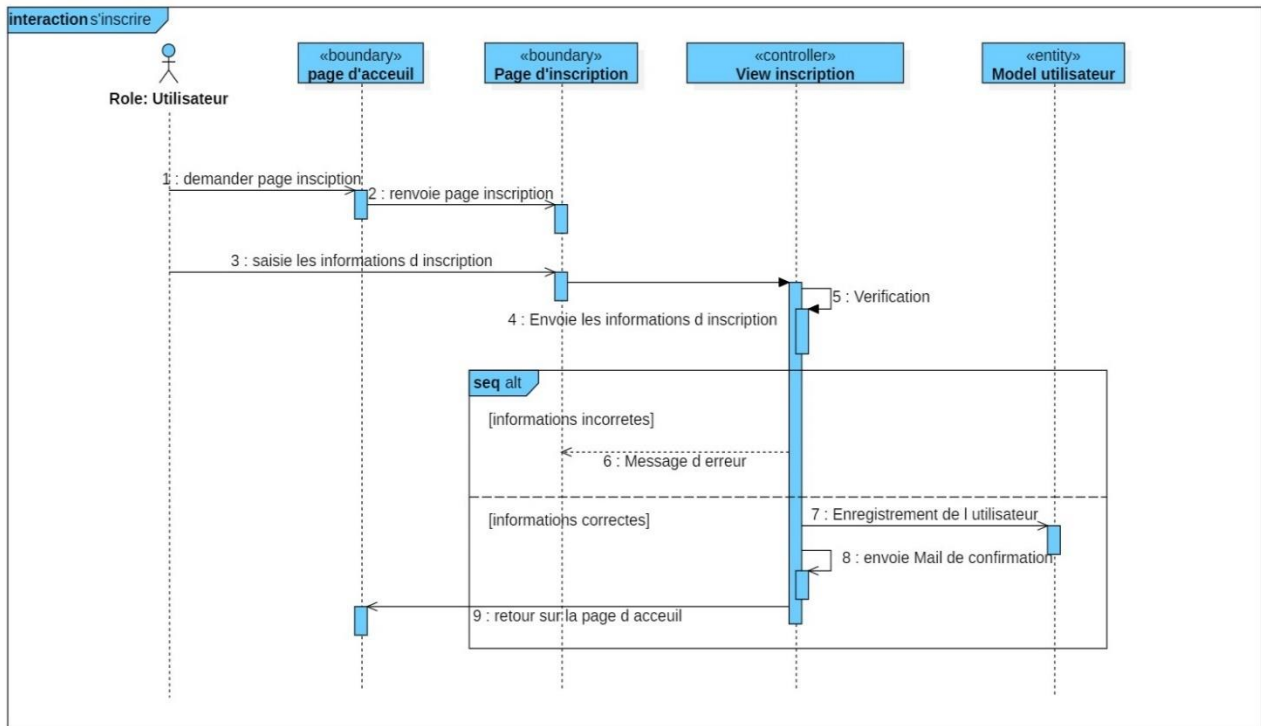 interaction s'inscrire
Role: Utilisateur
«boundary»
page d'acceuil
«boundary»
Page d'inscription
«controller»
View inscription
«entity»
Model utilisateur
1 : demander page insciption
2 : renvoie page inscription
3 : saisie les informations d inscription
4 : Envoie les informations d inscription
5 : Verification
seq alt
[informations incorretes]
6 : Message d erreur
[informations correctes]
7 : Enregistrement de l utilisateur
8 : envoie Mail de confirmation
9 : retour sur la page d acceuil